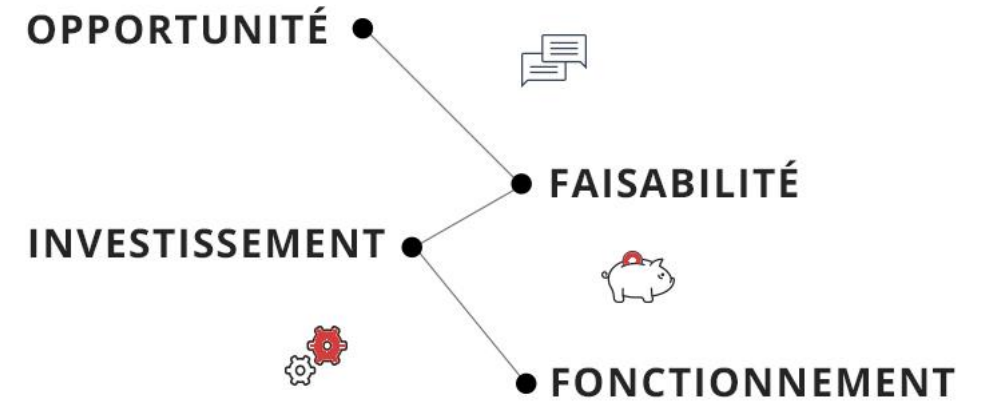 OPPORTUNITÉ
FAISABILITÉ
INVESTISSEMENT
FONCTIONNEMENT